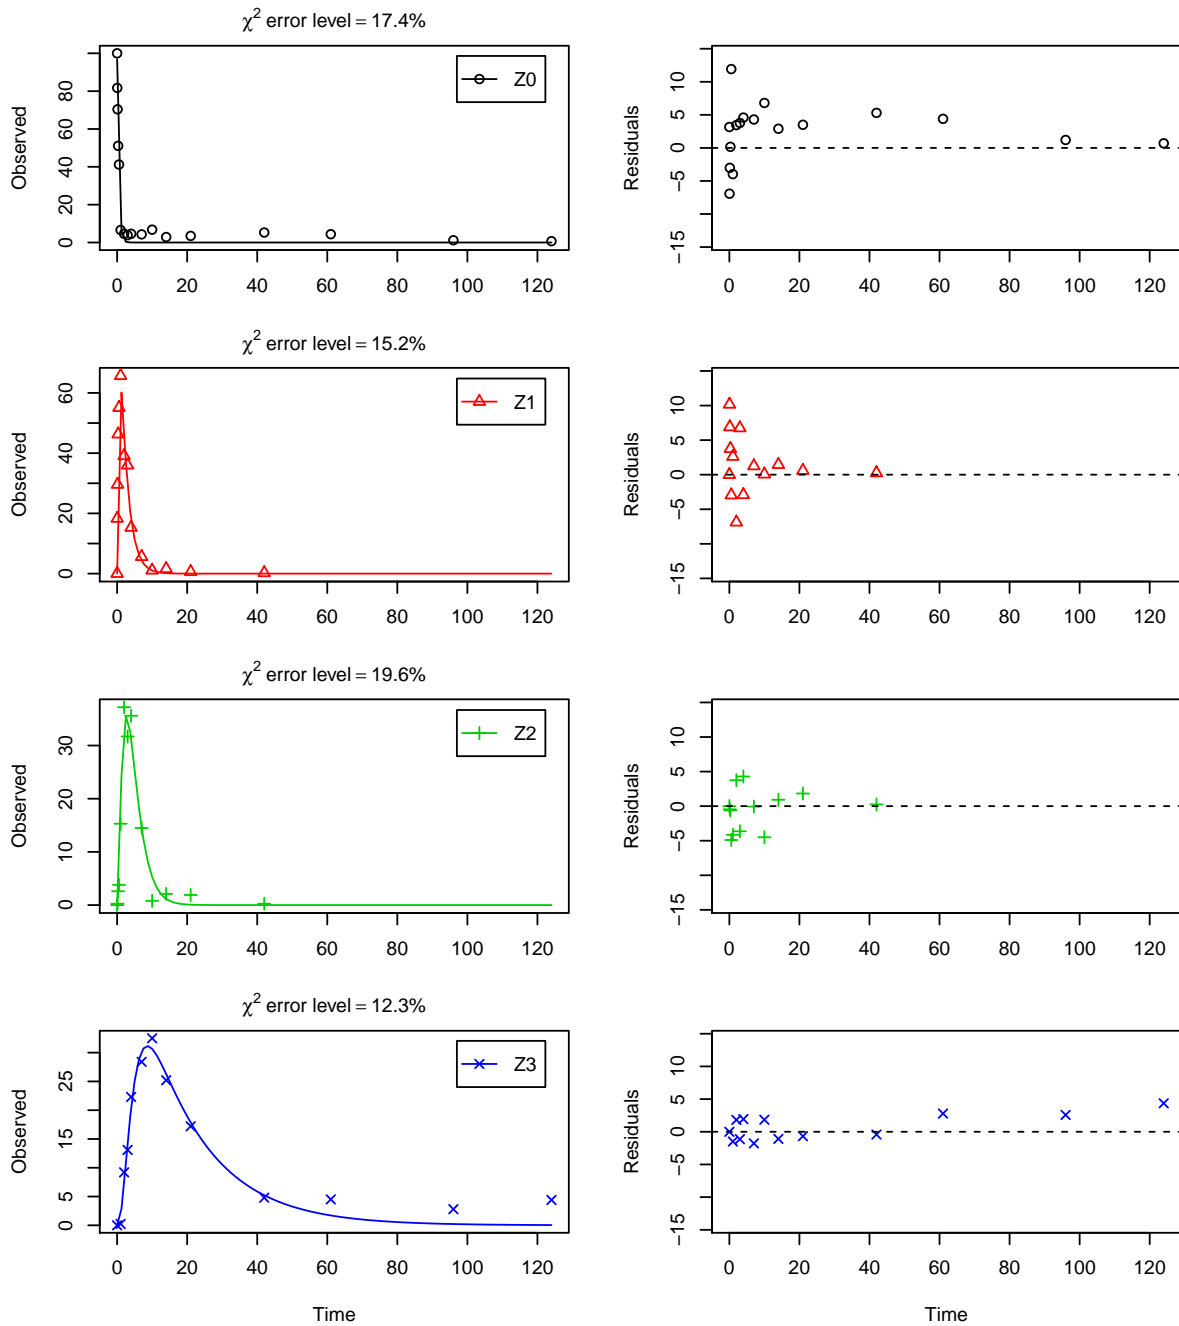 χ² error level = 17.4%
Observed
0 20 40 60 80
Z0
0 20 40 60 80 100 120
Residuals
−15 −5 0 5 10
0 20 40 60 80 100 120
χ² error level = 15.2%
Observed
0 20 40 60
Z1
0 20 40 60 80 100 120
Residuals
−15 −5 0 5 10
0 20 40 60 80 100 120
χ² error level = 19.6%
Observed
0 10 20 30
Z2
0 20 40 60 80 100 120
Residuals
−15 −5 0 5 10
0 20 40 60 80 100 120
χ² error level = 12.3%
Observed
0 5 15 25
Z3
0 20 40 60 80 100 120
Time
Residuals
−15 −5 0 5 10
0 20 40 60 80 100 120
Time